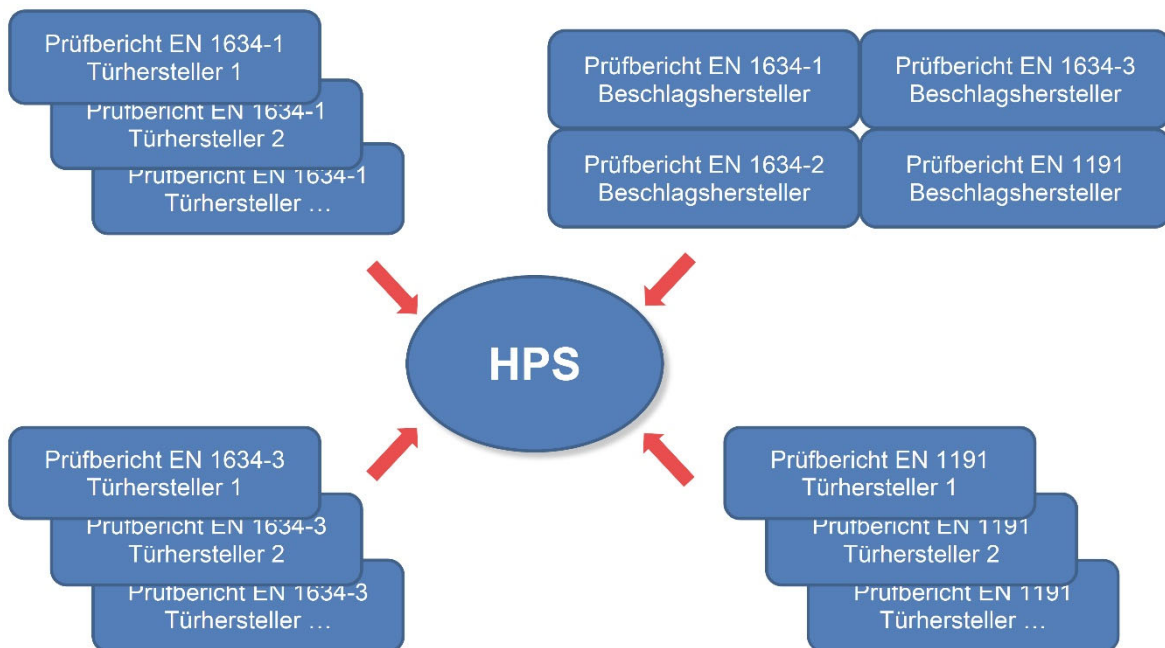 Prüfbericht EN 1634-1
Türhersteller 1
Prüfbericht EN 1634-1
Türhersteller 2
Prüfbericht EN 1634-1
Türhersteller …
Prüfbericht EN 1634-1
Beschlagshersteller
Prüfbericht EN 1634-3
Beschlagshersteller
Prüfbericht EN 1634-2
Beschlagshersteller
Prüfbericht EN 1191
Beschlagshersteller
HPS
Prüfbericht EN 1634-3
Türhersteller 1
Prüfbericht EN 1634-3
Türhersteller 2
Prüfbericht EN 1634-3
Türhersteller …
Prüfbericht EN 1191
Türhersteller 1
Prüfbericht EN 1191
Türhersteller 2
Prüfbericht EN 1191
Türhersteller …